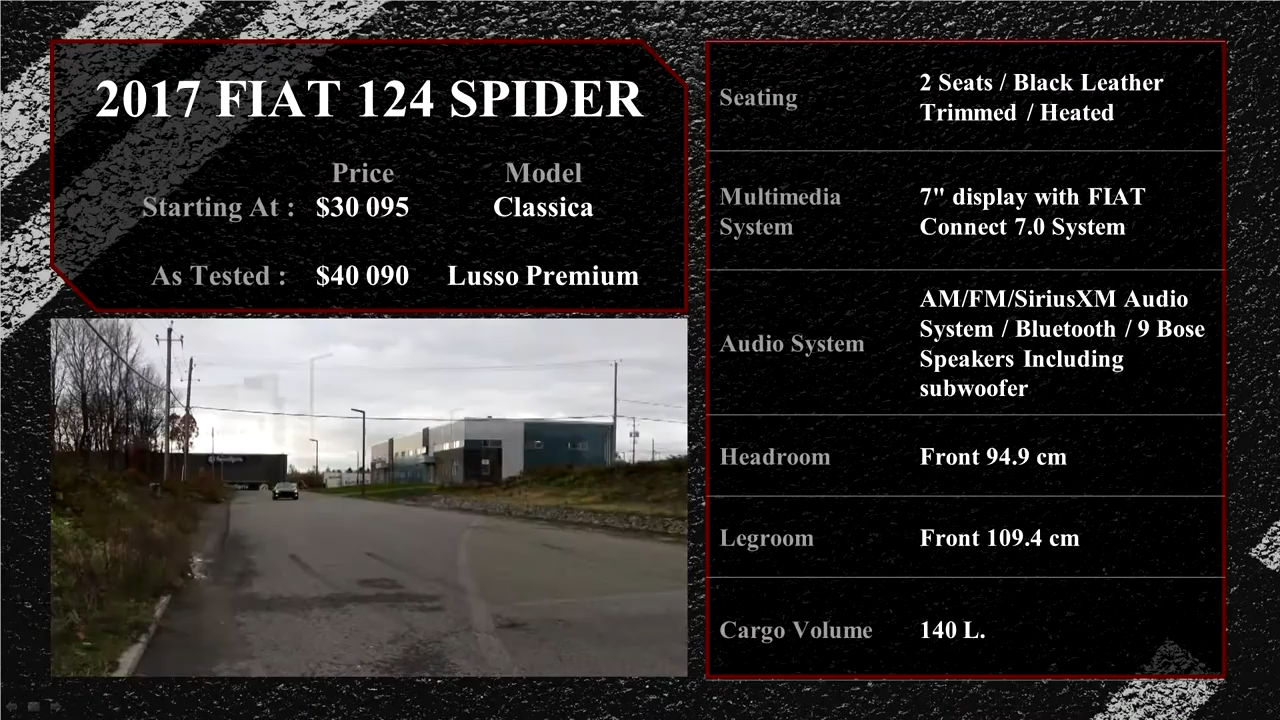 2017 FIAT 124 SPIDER
Price Model
Starting At : $30 095 Classica
As Tested : $40 090 Lusso Premium
Seating
2 Seats / Black Leather
Trimmed / Heated
Multimedia
System
7" display with FIAT
Connect 7.0 System
Audio System
AM/FM/SiriusXM Audio
System / Bluetooth / 9 Bose
Speakers Including
subwoofer
Headroom
Front 94.9 cm
Legroom
Front 109.4 cm
Cargo Volume
140 L.